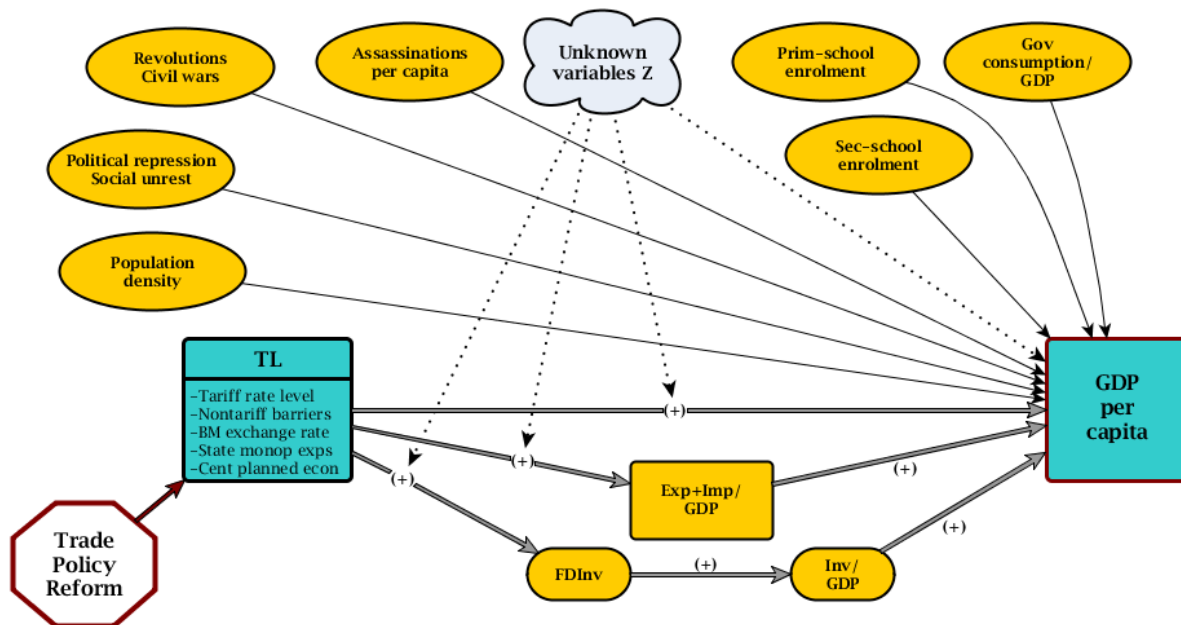 Revolutions
Civil wars
Assassinations
per capita
Unknown
variables Z
Prim-school
enrolment
Gov
consumption/
GDP
Sec-school
enrolment
Political repression
Social unrest
Population
density
TL
-Tariff rate level
-Nontariff barriers
-BM exchange rate
-State monop exps
-Cent planned econ
(+)
(+)
(+)
Exp+Imp/
GDP
(+)
GDP
per
capita
Trade
Policy
Reform
FDInv
(+)
Inv/
GDP
(+)